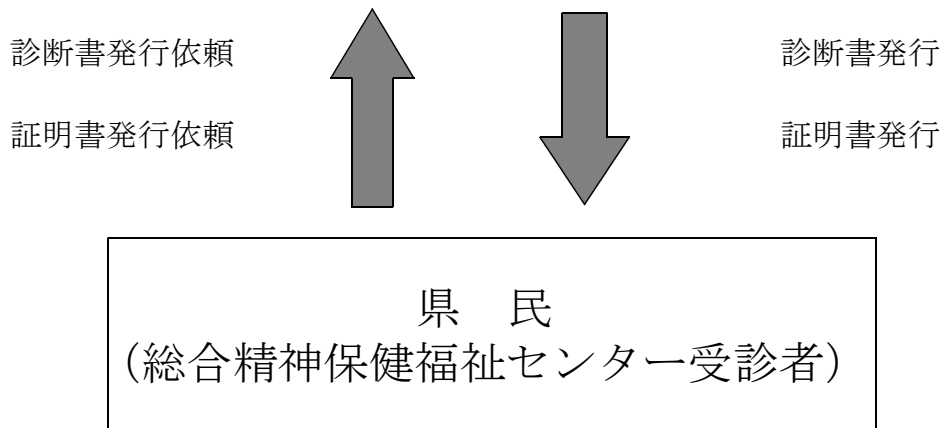 診断書発行依頼
証明書発行依頼
診断書発行
証明書発行
県　民
（総合精神保健福祉センター受診者）